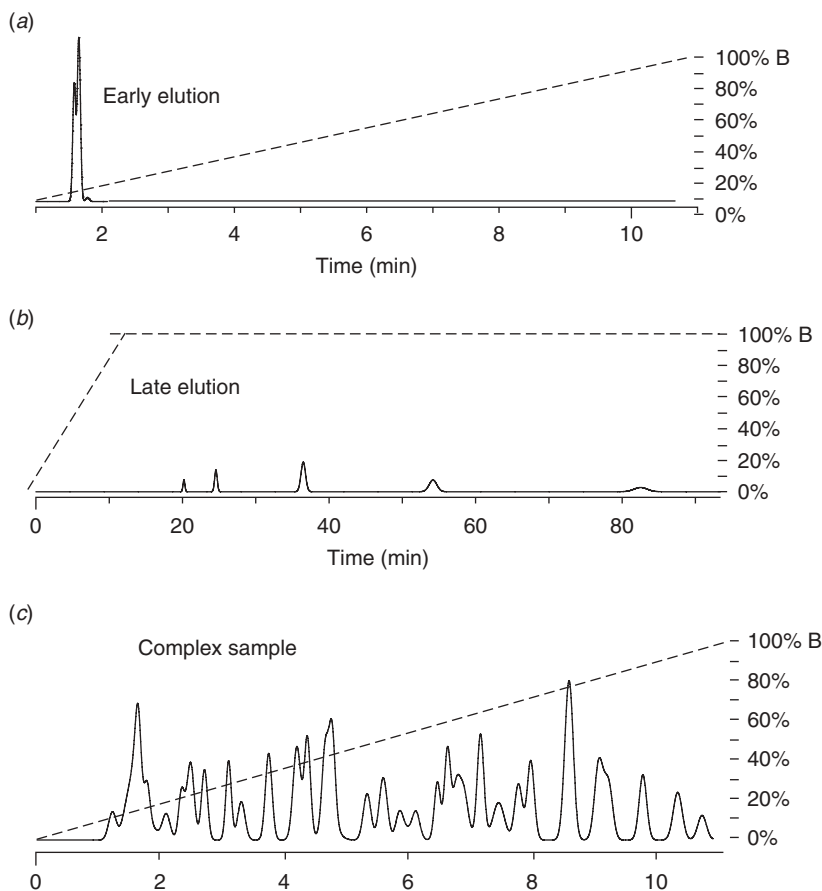 (a)
Early elution
100% B
80%
60%
40%
20%
0%
2 4 6 8 10
Time (min)
(b)
Late elution
100% B
80%
60%
40%
20%
0%
0 20 40 60 80
Time (min)
(c)
Complex sample
100% B
80%
60%
40%
20%
0%
0 2 4 6 8 10